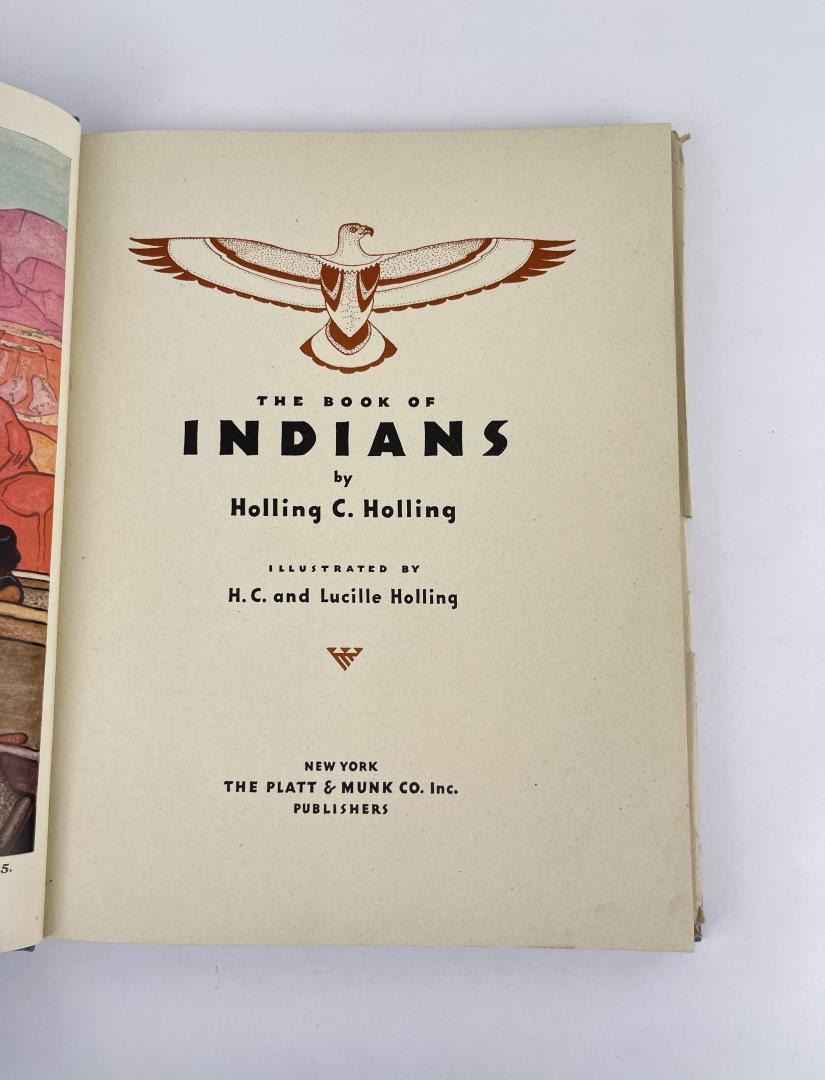 THE BOOK OF
INDIANS
by
Holling C. Holling
ILLUSTRATED BY
H.C. and Lucille Holling
NEW YORK
THE PLATT & MUNK CO. Inc.
PUBLISHERS
5.